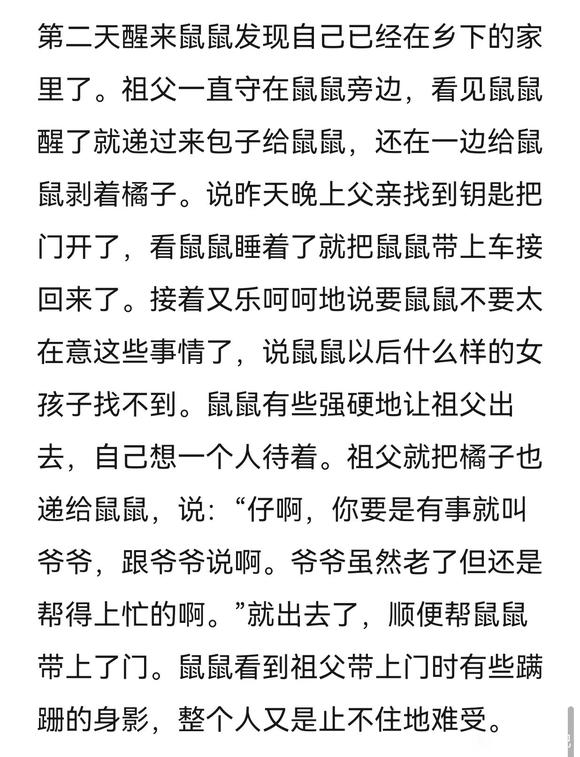 第二天醒来鼠鼠发现自己已经在乡下的家
里了。祖父一直守在鼠鼠旁边，看见鼠鼠
醒了就递过来包子给鼠鼠，还在一边给鼠
鼠剥着橘子。说昨天晚上父亲找到钥匙把
门开了，看鼠鼠睡着了就把鼠鼠带上车接
回来了。接着又乐呵呵地说要鼠鼠不要太
在意这些事情了，说鼠鼠以后什么样的女
孩子找不到。鼠鼠有些强硬地让祖父出
去，自己想一个人待着。祖父就把橘子也
递给鼠鼠，说：“仔啊，你要是有事就叫
爷爷，跟爷爷说啊。爷爷虽然老了但还是
帮得上忙的啊。”就出去了，顺便帮鼠鼠
带上了门。鼠鼠看到祖父带上门时有些蹒
跚的身影，整个人又是止不住地难受。